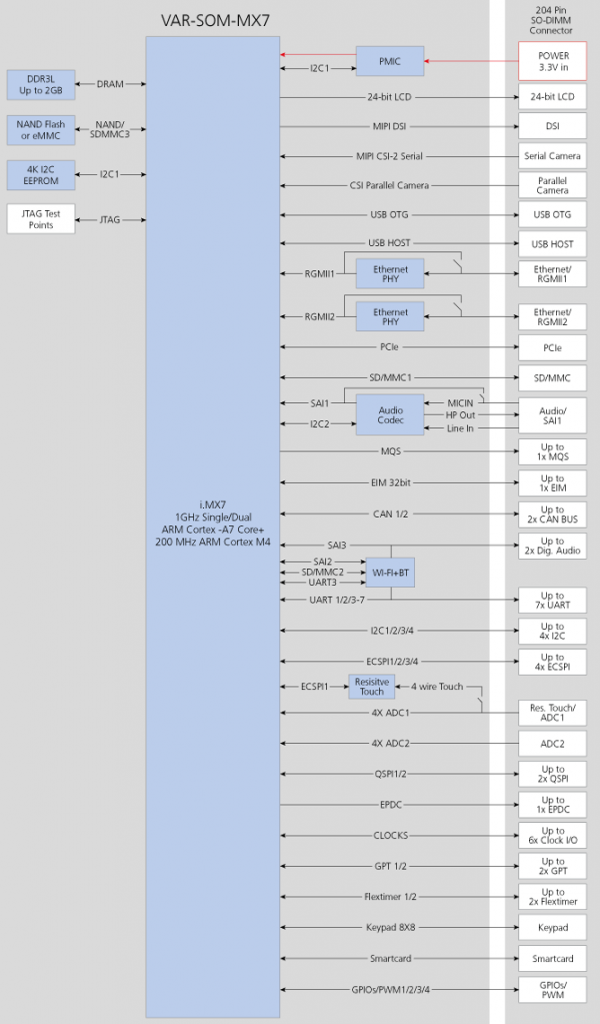 VAR-SOM-MX7
204 Pin
SO-DIMM
Connector
DDR3L
Up to 2GB
DRAM
NAND Flash
or eMMC
NAND/
SDMMC3
4K I2C
EEPROM
I2C1
JTAG Test
Points
JTAG
i.MX7
1GHz Single/Dual
ARM Cortex -A7 Core+
200 MHz ARM Cortex M4
I2C1
PMIC
POWER
3.3V in
24-bit LCD
24-bit LCD
MIPI DSI
DSI
MIPI CSI-2 Serial
Serial Camera
CSI Parallel Camera
Parallel
Camera
USB OTG
USB OTG
USB HOST
USB HOST
RGMII1
Ethernet
PHY
Ethernet/
RGMII1
RGMII2
Ethernet
PHY
Ethernet/
RGMII2
PCIe
PCIe
SD/MMC1
SD/MMC
SAI1
I2C2
Audio
Codec
MICIN
HP Out
Line In
Audio/
SAI1
MQS
Up to
1x MQS
EIM 32bit
Up to
1x EIM
CAN 1/2
Up to
2x CAN BUS
SAI3
Up to
2x Dig. Audio
SAI2
SD/MMC2
UART3
WI-FI+BT
UART 1/2/3-7
Up to
7x UART
I2C1/2/3/4
Up to
4x I2C
ECSPI1/2/3/4
Up to
4x ECSPI
ECSPI1
Resisitve
Touch
4 wire Touch
4X ADC1
Res. Touch/
ADC1
4X ADC2
ADC2
QSPI1/2
Up to
2x QSPI
EPDC
Up to
1x EPDC
CLOCKS
Up to
6x Clock I/O
GPT 1/2
Up to
2x GPT
Flextimer 1/2
Up to
2x Flextimer
Keypad 8X8
Keypad
Smartcard
Smartcard
GPIOs/PWM1/2/3/4
GPIOs/
PWM